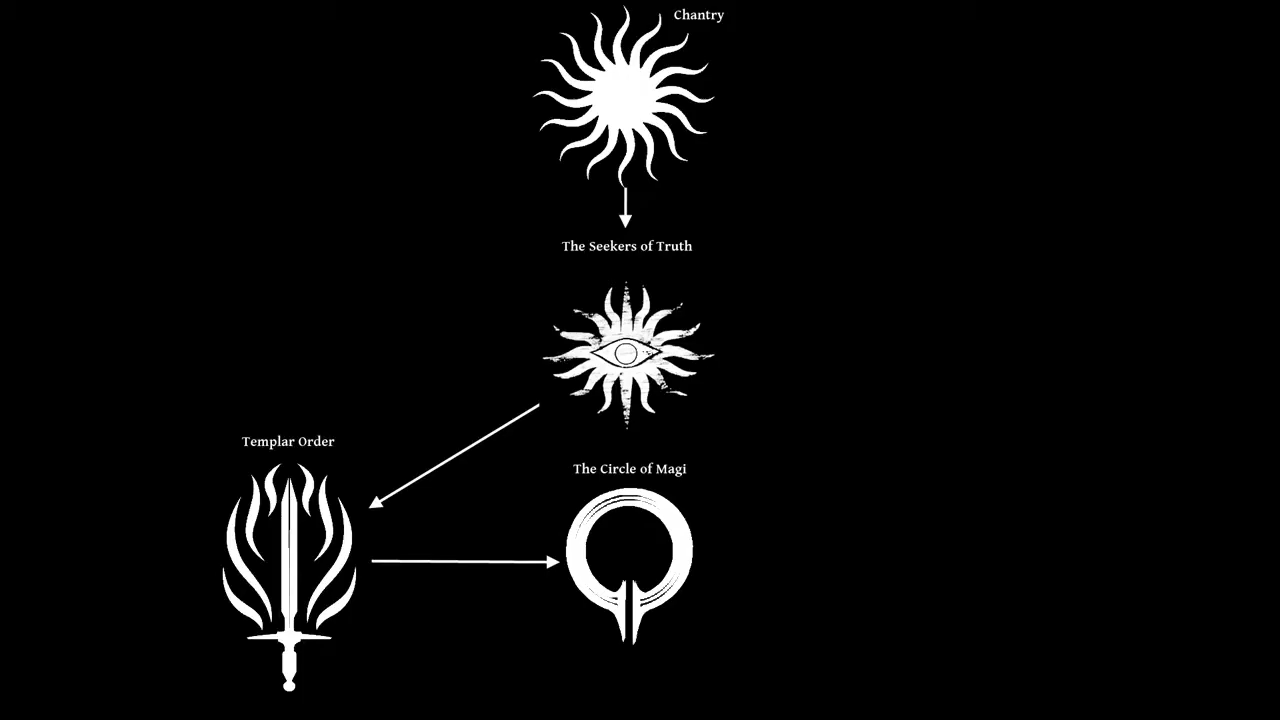 Chantry
The Seekers of Truth
Templar Order
The Circle of Magi